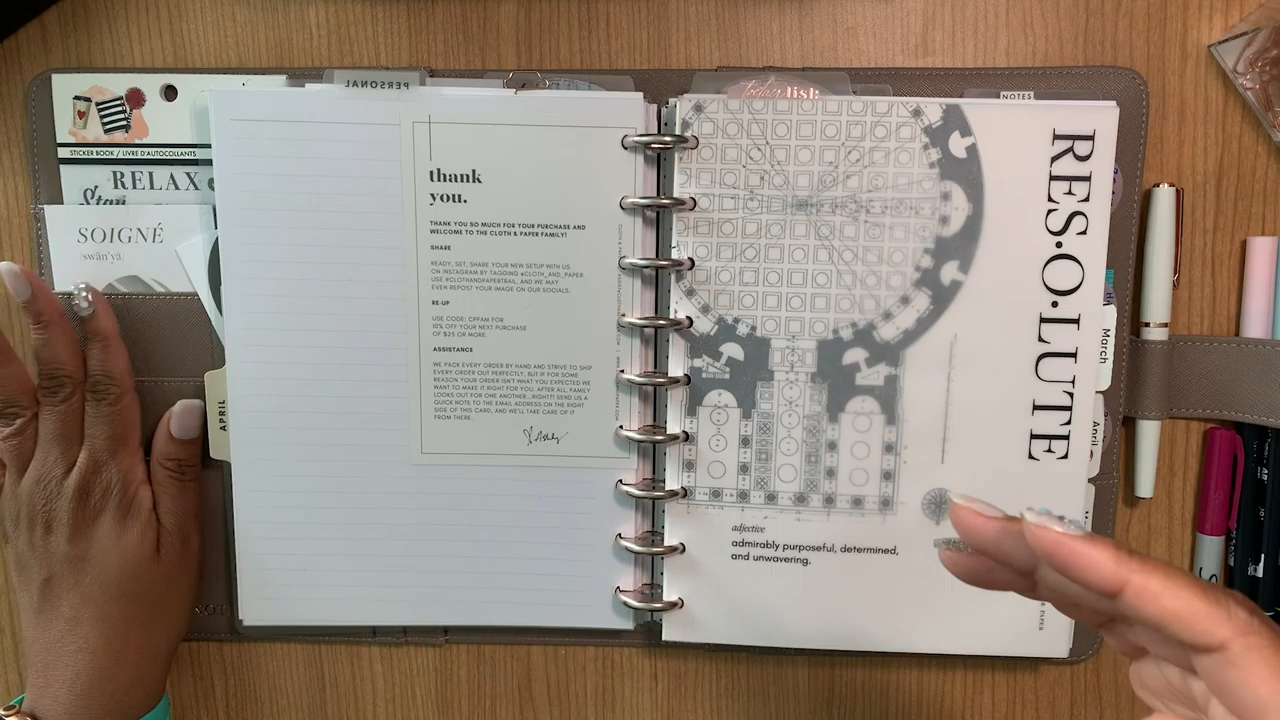 PERSONAL
STICKER BOOK / LIVRE D'AUTOCOLLANTS
RELAX
Stay
SOIGNÉ
swän'yā
APRIL
thank
you.
THANK YOU SO MUCH FOR YOUR PURCHASE AND
WELCOME TO THE CLOTH & PAPER FAMILY!
SHARE
READY, SET, SHARE YOUR NEW SETUP WITH US
ON INSTAGRAM BY TAGGING @CLOTH_AND_PAPER.
USE #CLOTHANDPAPERTRAIL, AND WE MAY
EVEN REPOST YOUR IMAGE ON OUR SOCIALS.
RE-UP
USE CODE: CPFAM FOR
10% OFF YOUR NEXT PURCHASE
OF $25 OR MORE.
ASSISTANCE
WE PACK EVERY ORDER BY HAND AND STRIVE TO SHIP
EVERY ORDER OUT PERFECTLY, BUT IF FOR SOME
REASON YOUR ORDER ISN'T WHAT YOU EXPECTED WE
WANT TO MAKE IT RIGHT FOR YOU. AFTER ALL, FAMILY
LOOKS OUT FOR ONE ANOTHER...RIGHT?! SEND US A
QUICK NOTE TO THE EMAIL ADDRESS ON THE RIGHT
SIDE OF THIS CARD, AND WE'LL TAKE CARE OF IT
FROM THERE.
Ashley
Today list
NOTES
RES·O·LUTE
adjective
admirably purposeful, determined,
and unwavering.
March
April